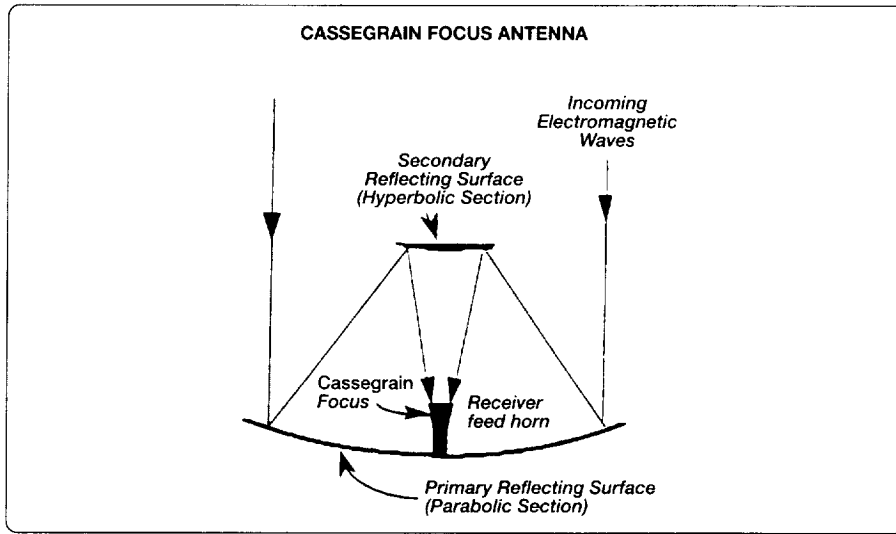 CASSEGRAIN FOCUS ANTENNA
Incoming
Electromagnetic
Waves
Secondary
Reflecting Surface
(Hyperbolic Section)
Cassegrain
Focus
Receiver
feed horn
Primary Reflecting Surface
(Parabolic Section)